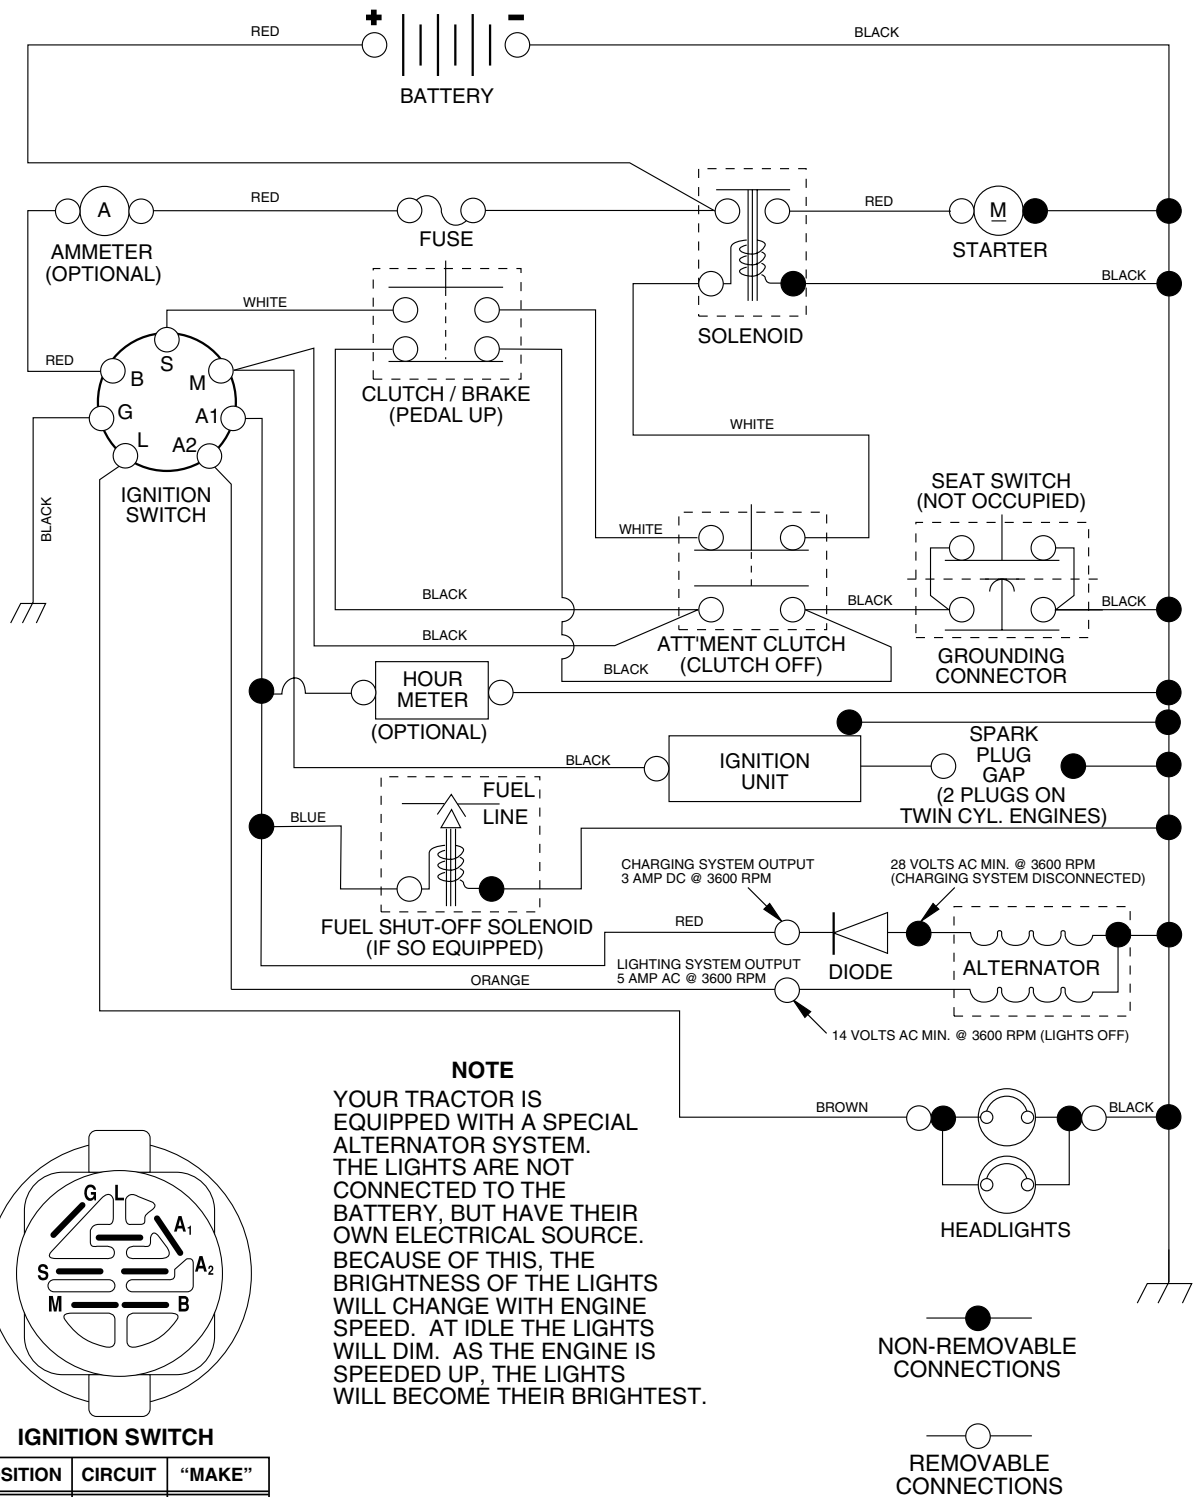 +
-
RED
BLACK
BATTERY
A
RED
RED
M
AMMETER
(OPTIONAL)
FUSE
STARTER
BLACK
WHITE
SOLENOID
RED
S
B
M
G
A1
L
A2
CLUTCH / BRAKE
(PEDAL UP)
WHITE
IGNITION
SWITCH
BLACK
SEAT SWITCH
(NOT OCCUPIED)
WHITE
BLACK
BLACK
BLACK
BLACK
ATT'MENT CLUTCH
(CLUTCH OFF)
BLACK
GROUNDING
CONNECTOR
HOUR
METER
(OPTIONAL)
BLACK
IGNITION
UNIT
SPARK
PLUG
GAP
(2 PLUGS ON
TWIN CYL. ENGINES)
FUEL
LINE
BLUE
CHARGING SYSTEM OUTPUT
3 AMP DC @ 3600 RPM
28 VOLTS AC MIN. @ 3600 RPM
(CHARGING SYSTEM DISCONNECTED)
FUEL SHUT-OFF SOLENOID
(IF SO EQUIPPED)
RED
DIODE
ALTERNATOR
LIGHTING SYSTEM OUTPUT
5 AMP AC @ 3600 RPM
ORANGE
14 VOLTS AC MIN. @ 3600 RPM (LIGHTS OFF)
NOTE
YOUR TRACTOR IS
EQUIPPED WITH A SPECIAL
ALTERNATOR SYSTEM.
THE LIGHTS ARE NOT
CONNECTED TO THE
BATTERY, BUT HAVE THEIR
OWN ELECTRICAL SOURCE.
BECAUSE OF THIS, THE
BRIGHTNESS OF THE LIGHTS
WILL CHANGE WITH ENGINE
SPEED. AT IDLE THE LIGHTS
WILL DIM. AS THE ENGINE IS
SPEEDED UP, THE LIGHTS
WILL BECOME THEIR BRIGHTEST.
BROWN
BLACK
HEADLIGHTS
G
L
A1
A2
S
M
B
IGNITION SWITCH
SITION CIRCUIT “MAKE”
NON-REMOVABLE
CONNECTIONS
REMOVABLE
CONNECTIONS